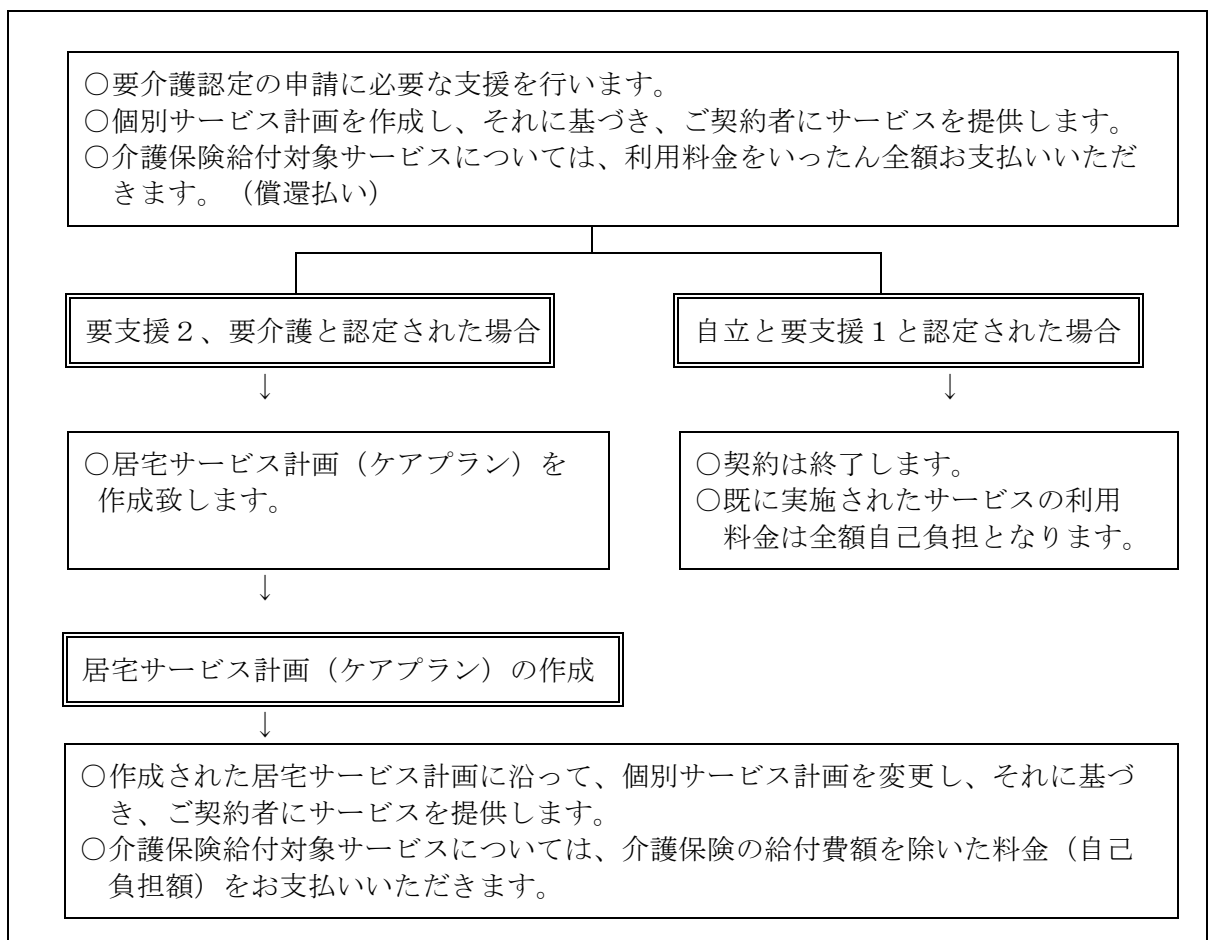 ○要介護認定の申請に必要な支援を行います。
○個別サービス計画を作成し、それに基づき、ご契約者にサービスを提供します。
○介護保険給付対象サービスについては、利用料金をいったん全額お支払いいただ
きます。（償還払い）
要支援２、要介護と認定された場合
自立と要支援１と認定された場合
↓
↓
○居宅サービス計画（ケアプラン）を
作成致します。
○契約は終了します。
○既に実施されたサービスの利用
料金は全額自己負担となります。
↓
居宅サービス計画（ケアプラン）の作成
↓
○作成された居宅サービス計画に沿って、個別サービス計画を変更し、それに基づ
き、ご契約者にサービスを提供します。
○介護保険給付対象サービスについては、介護保険の給付費額を除いた料金（自己
負担額）をお支払いいただきます。